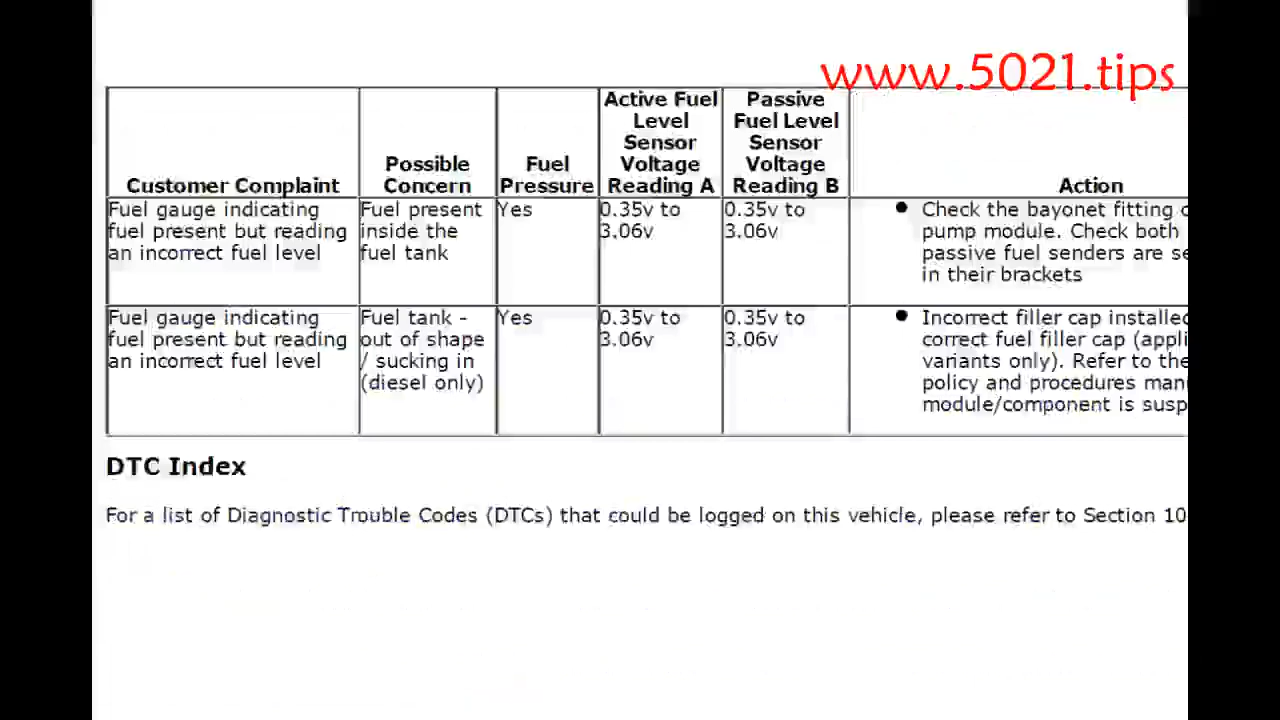 www.5021.tips
Customer Complaint
Possible
Concern
Fuel
Pressure
Active Fuel
Level
Sensor
Voltage
Reading A
Passive
Fuel Level
Sensor
Voltage
Reading B
Action
Fuel gauge indicating
fuel present but reading
an incorrect fuel level
Fuel present
inside the
fuel tank
Yes
0.35v to
3.06v
0.35v to
3.06v
● Check the bayonet fitting
pump module. Check both
passive fuel senders are
in their brackets
Fuel gauge indicating
fuel present but reading
an incorrect fuel level
Fuel tank -
out of shape
/ sucking in
(diesel only)
Yes
0.35v to
3.06v
0.35v to
3.06v
● Incorrect filler cap installed
correct fuel filler cap
variants only). Refer to the
policy and procedures
module/component is
DTC Index
For a list of Diagnostic Trouble Codes (DTCs) that could be logged on this vehicle, please refer to Section 10